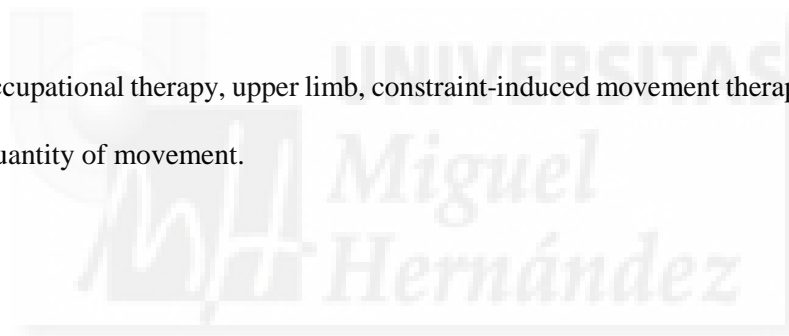 UNIVERSITAS
ccupational therapy, upper limb, constraint-induced movement therap
uantity of movement.
Miguel
Hernández